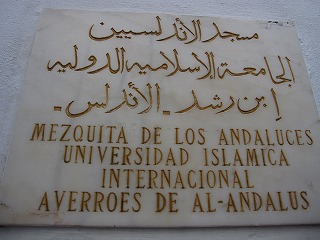 مسجد الأندلسيين
الجامعة الإسلامية الدولية
إبن رشد - الأندلس -
MEZQUITA DE LOS ANDALUCES
UNIVERSIDAD ISLAMICA
INTERNACIONAL
AVERROES DE AL-ANDALUS